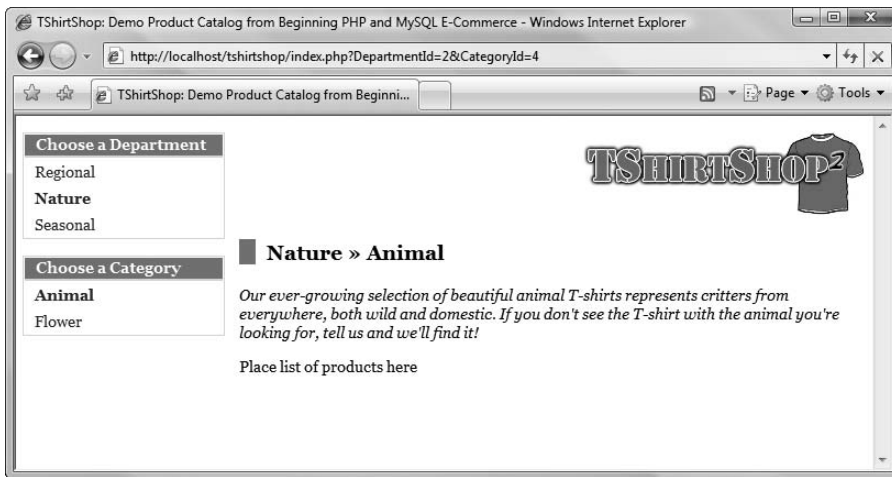 TShirtShop: Demo Product Catalog from Beginning PHP and MySQL E-Commerce - Windows Internet Explorer
http://localhost/tshirtshop/index.php?DepartmentId=2&CategoryId=4
TShirtShop: Demo Product Catalog from Beginni...
Page
Tools
Choose a Department
Regional
Nature
Seasonal
TShirtShop2
Choose a Category
Animal
Flower
Nature » Animal
Our ever-growing selection of beautiful animal T-shirts represents critters from
everywhere, both wild and domestic. If you don't see the T-shirt with the animal you're
looking for, tell us and we'll find it!
Place list of products here